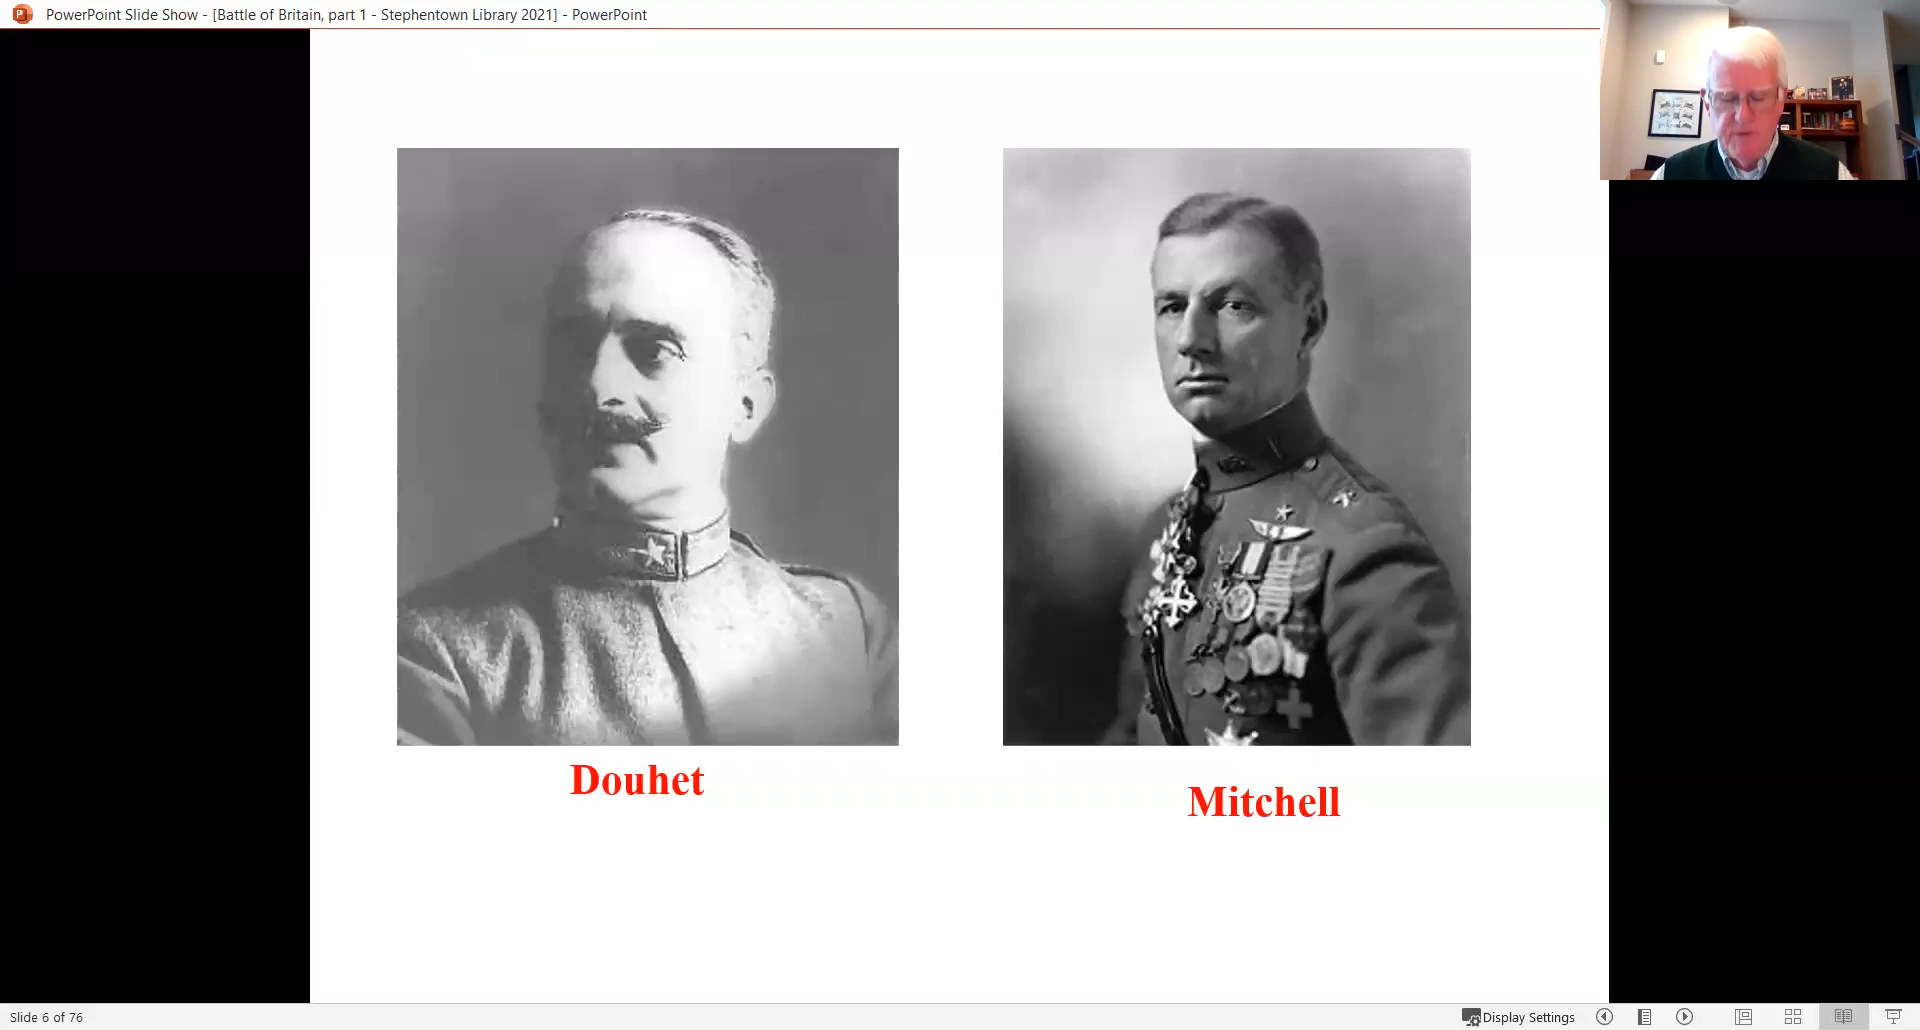 PowerPoint Slide Show - [Battle of Britain, part 1 - Stephentown Library 2021] - PowerPoint
Douhet
Mitchell
Slide 6 of 76
Display Settings